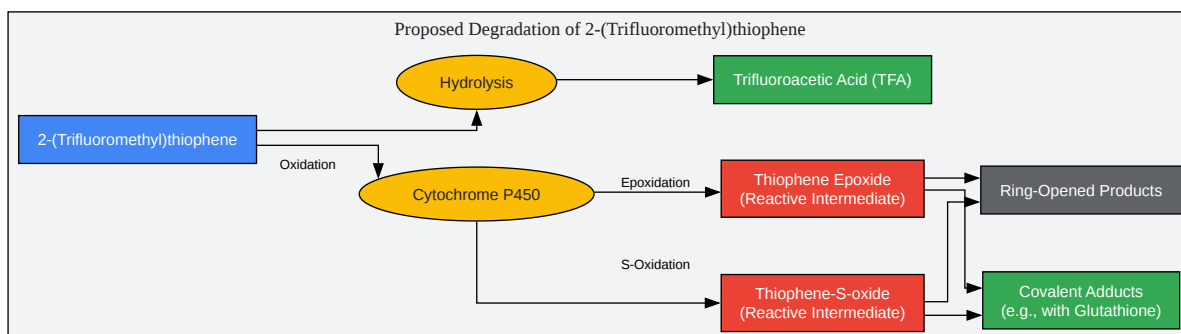 Proposed Degradation of 2-(Trifluoromethyl)thiophene
Hydrolysis
Trifluoroacetic Acid (TFA)
2-(Trifluoromethyl)thiophene
Oxidation
Cytochrome P450
Epoxidation
Thiophene Epoxide
(Reactive Intermediate)
Ring-Opened Products
S-Oxidation
Thiophene-S-oxide
(Reactive Intermediate)
Covalent Adducts
(e.g., with Glutathione)